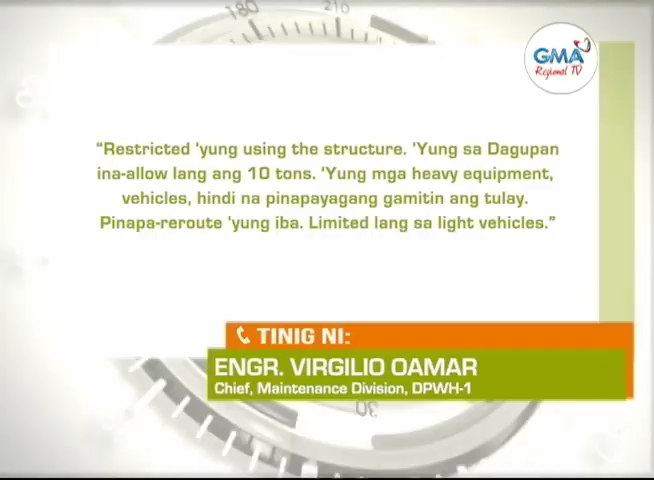 180
210
GMA
Regional TV
“Restricted ‘yung using the structure. ’Yung sa Dagupan
ina-allow lang ang 10 tons. ‘Yung mga heavy equipment,
vehicles, hindi na pinapayagang gamitin ang tulay.
Pinapa-reroute ‘yung iba. Limited lang sa light vehicles.”
TINIG NI:
ENGR. VIRGILIO OAMAR
Chief, Maintenance Division, DPWH-1
30